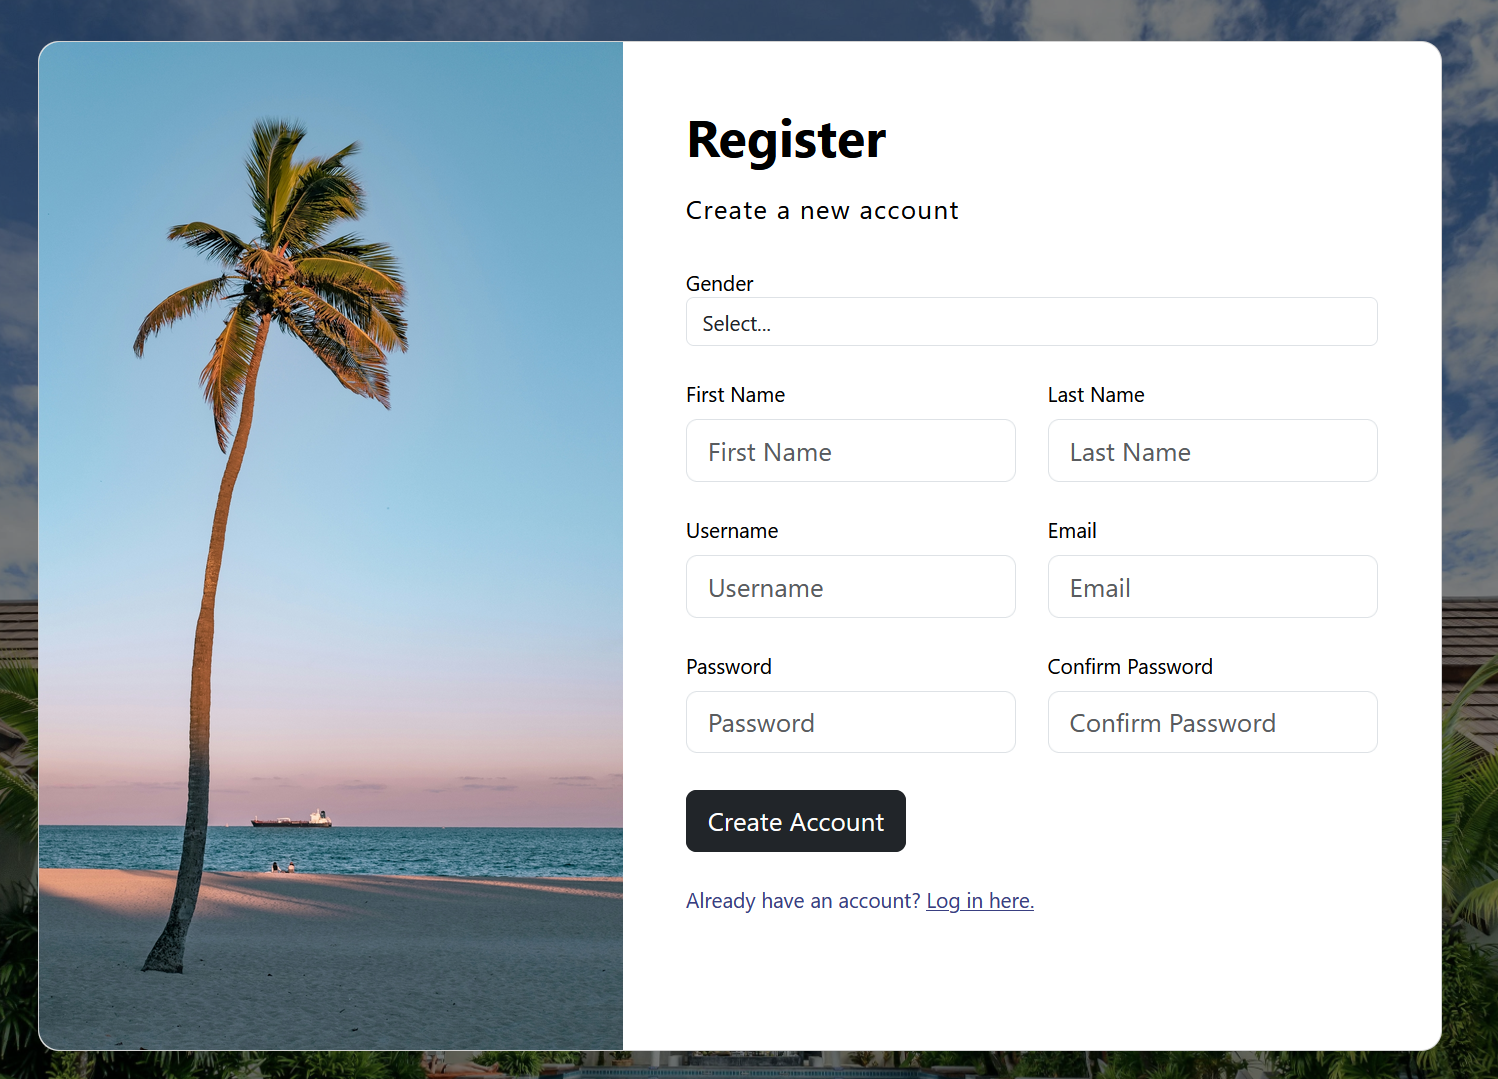 Register
Create a new account
Gender
Select...
First Name
Last Name
First Name
Last Name
Username
Email
Username
Email
Password
Confirm Password
Password
Confirm Password
Create Account
Already have an account? Log in here.